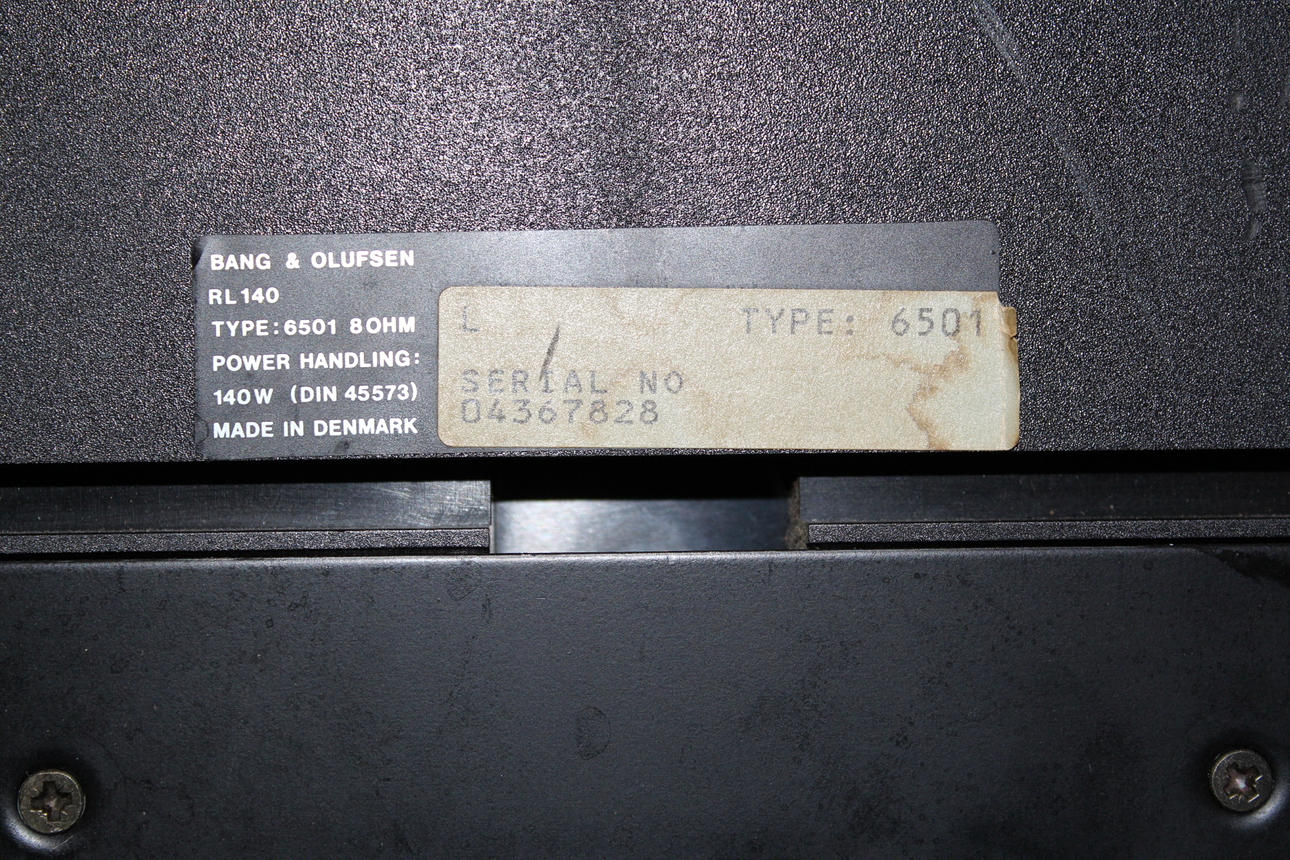 BANG & OLUFSEN
RL140
TYPE:6501 8OHM
POWER HANDLING:
140W (DIN 45573)
MADE IN DENMARK
L TYPE: 6501
SERIAL NO
04367828